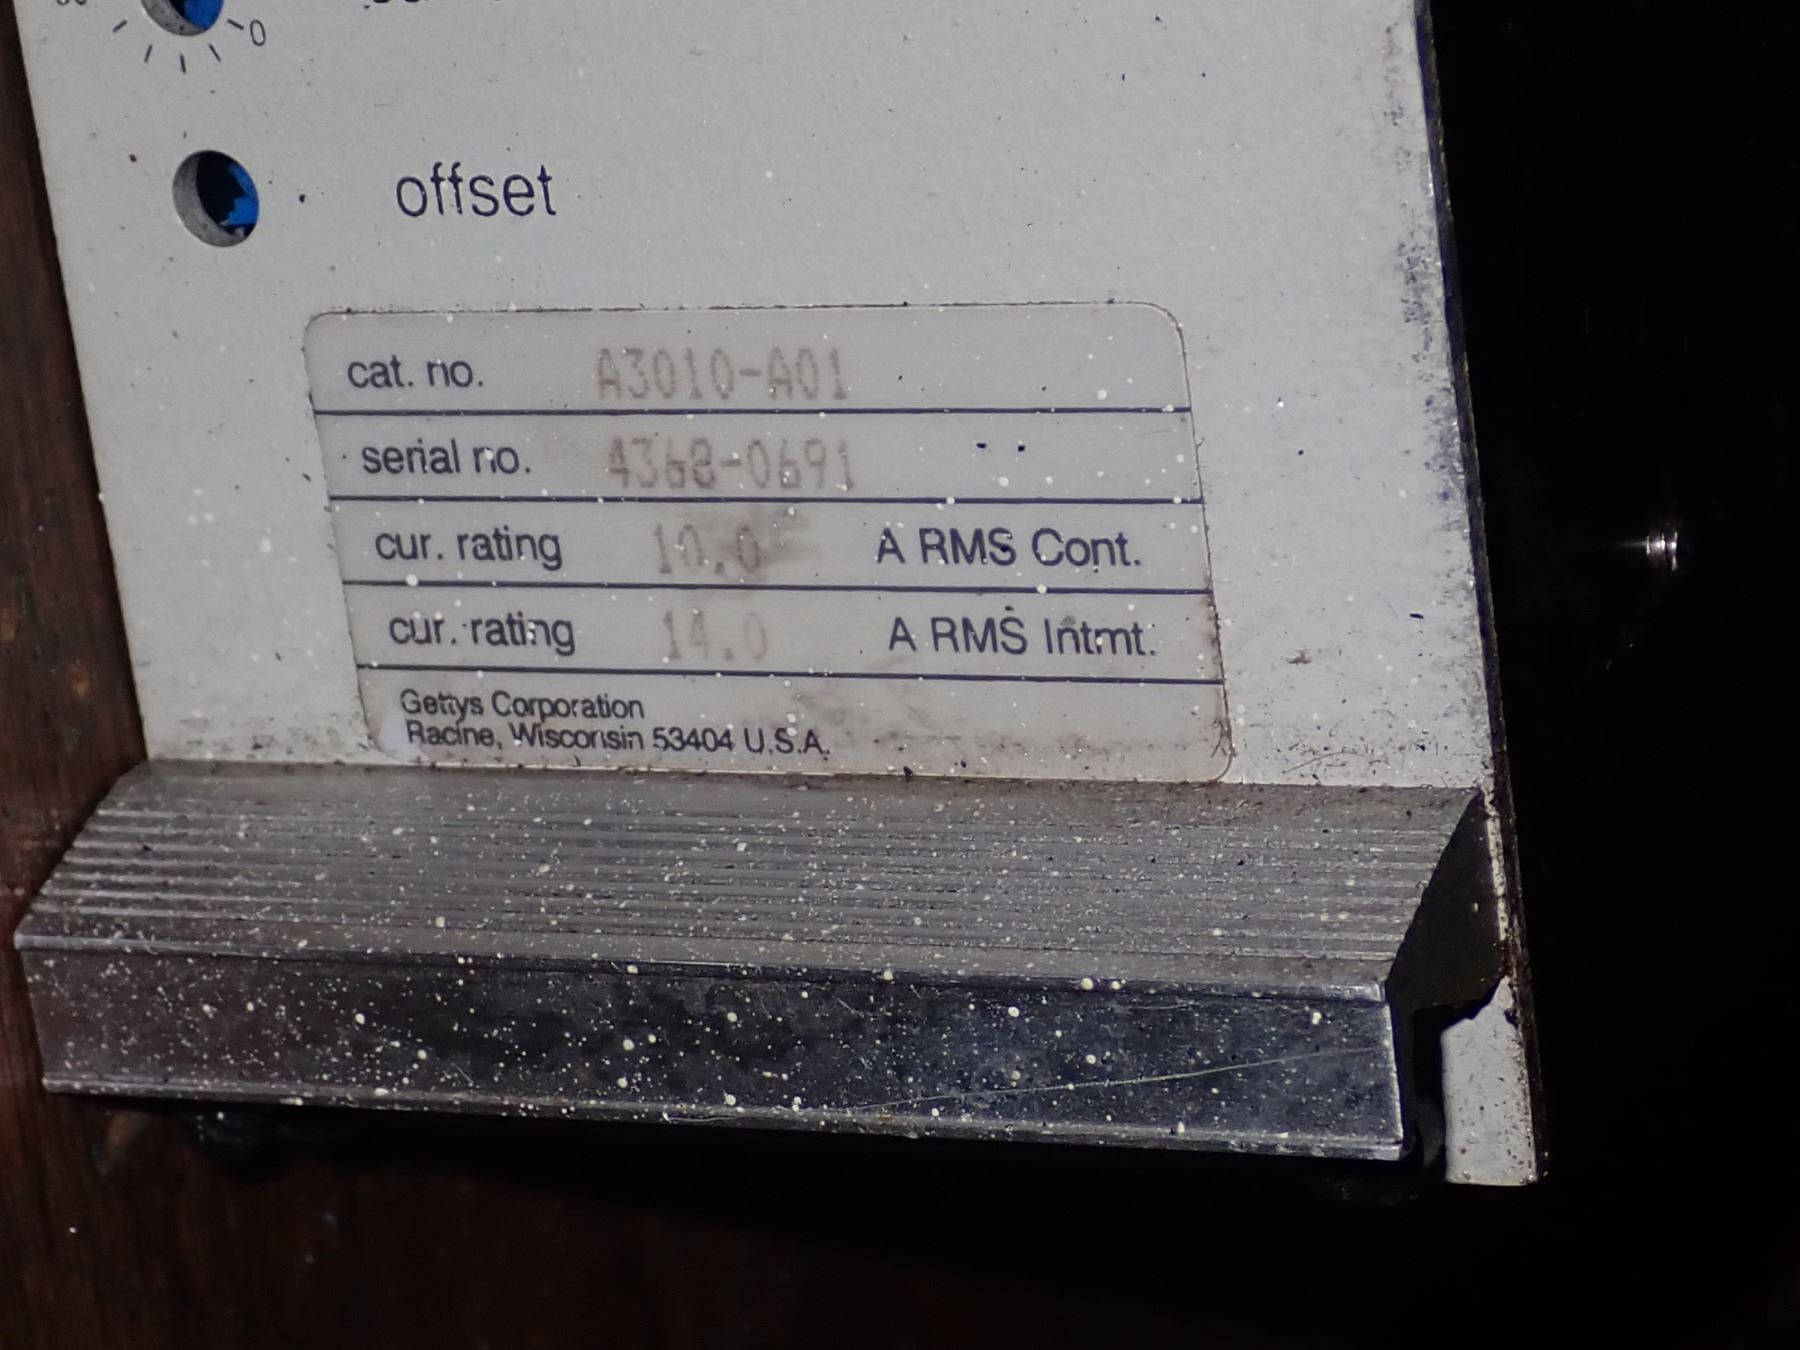 0
offset
cat. no. A3010-A01
serial no. 4368-0691
cur. rating 10.0 A RMS Cont.
cur. rating 14.0 A RMS Intmt.
Gettys Corporation
Racine, Wisconsin 53404 U.S.A.